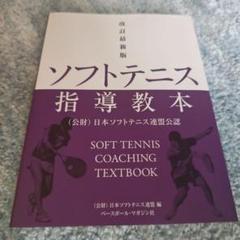 改訂最新版
ソフトテニス
指導教本
(公財)日本ソフトテニス連盟公認
SOFT TENNIS
COACHING
TEXTBOOK
(公財)日本ソフトテニス連盟 編
ベースボール・マガジン社